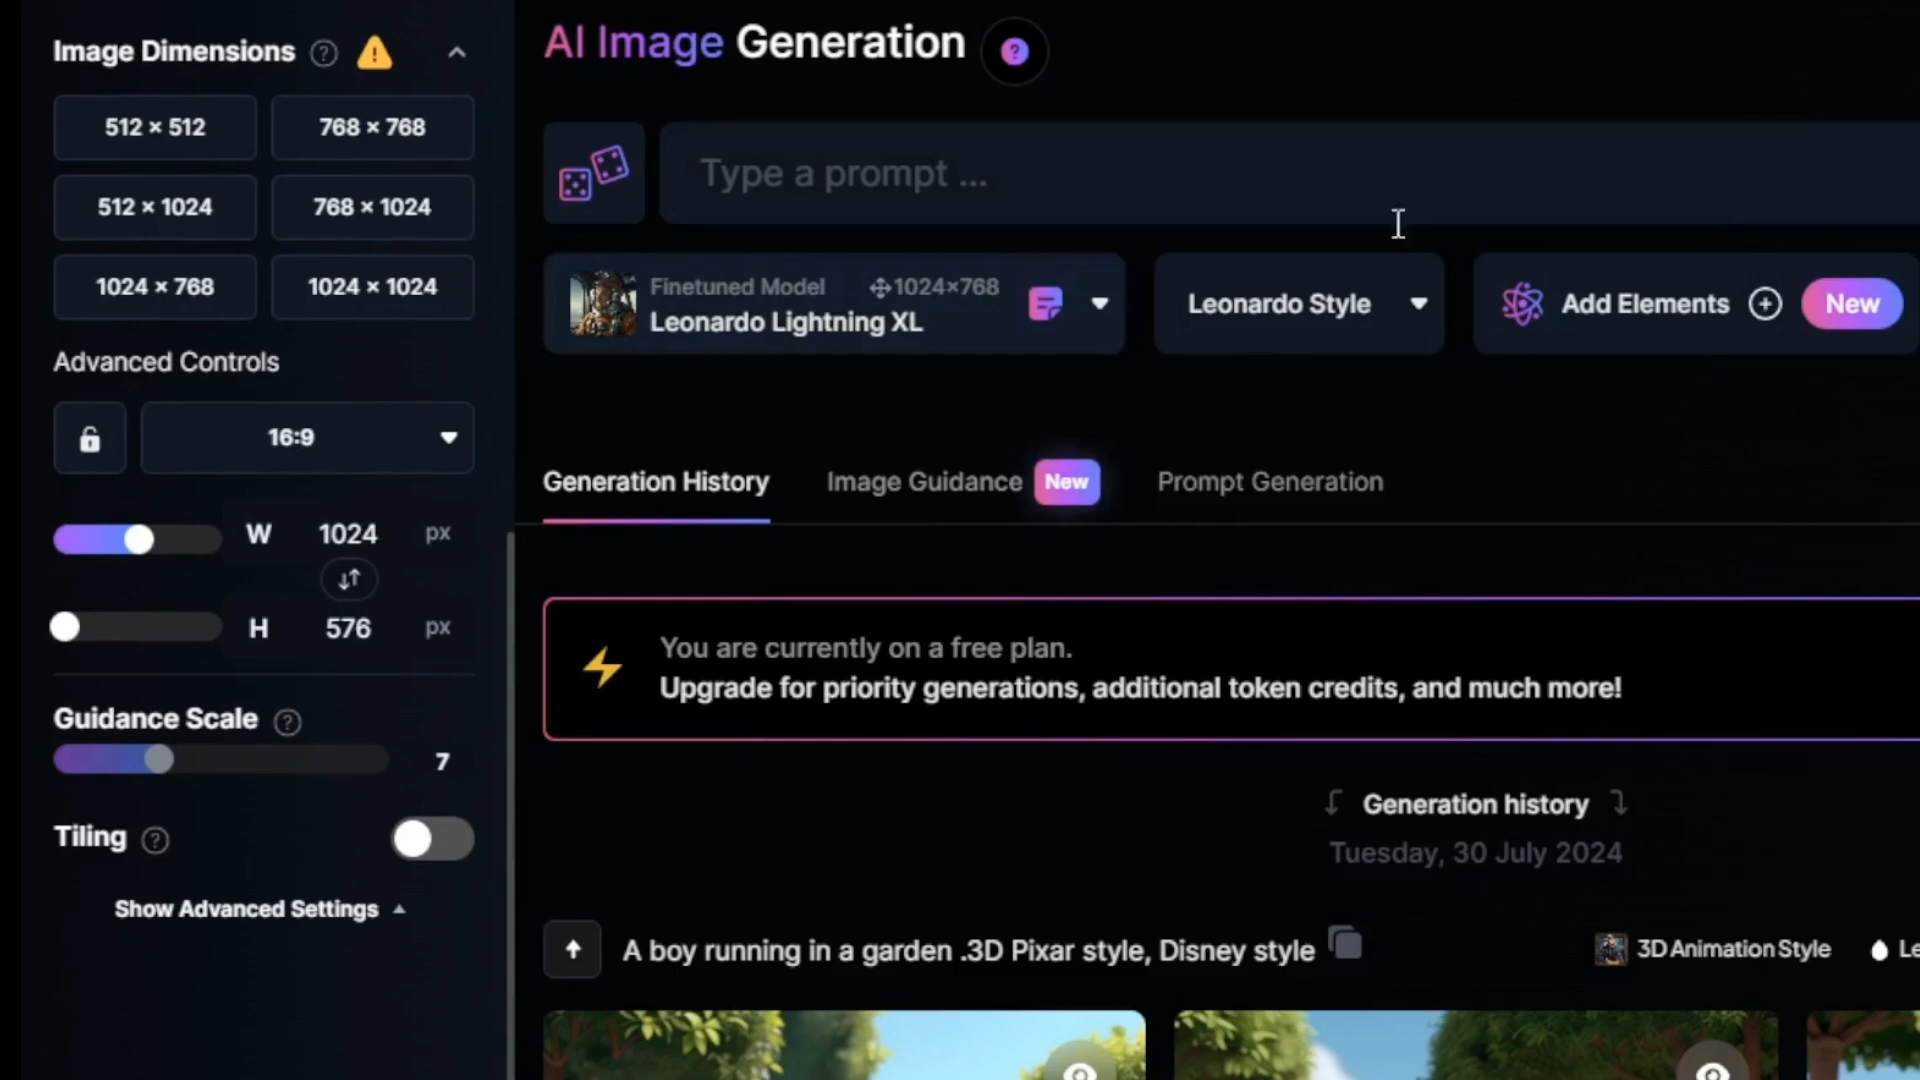 Image Dimensions ?
512 × 512
768 × 768
512 × 1024
768 × 1024
1024 × 768
1024 × 1024
Advanced Controls
16:9
W 1024 px
H 576 px
Guidance Scale ?
7
Tiling ?
Show Advanced Settings
AI Image Generation ?
Type a prompt ...
Finetuned Model 1024×768
Leonardo Lightning XL
Leonardo Style
Add Elements New
Generation History
Image Guidance New
Prompt Generation
You are currently on a free plan.
Upgrade for priority generations, additional token credits, and much more!
Generation history
Tuesday, 30 July 2024
A boy running in a garden .3D Pixar style, Disney style
3D Animation Style
Le